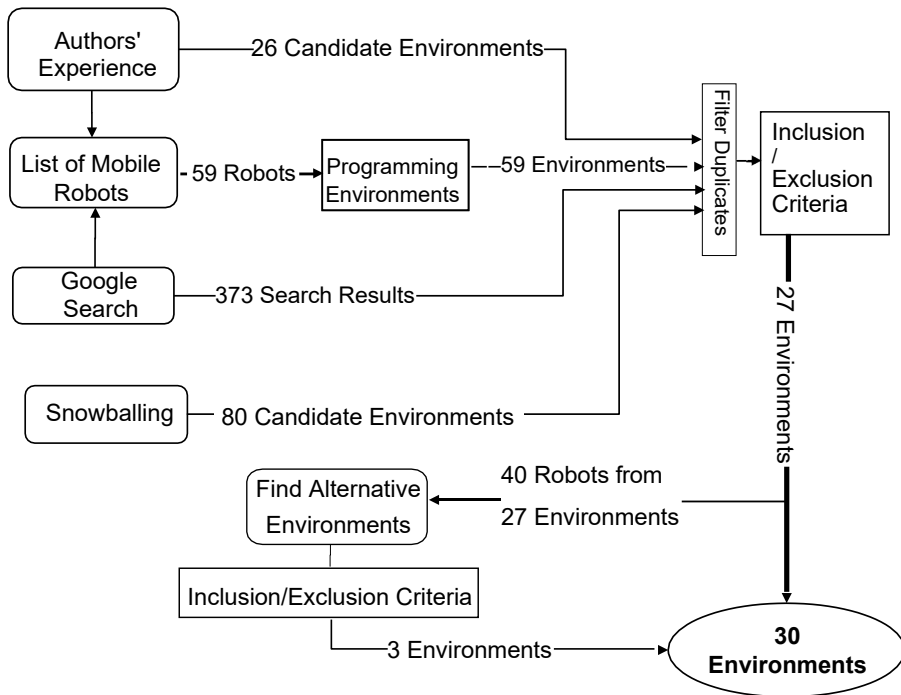 Authors'
Experience
26 Candidate Environments
List of Mobile
Robots
59 Robots
Programming
Environments
59 Environments
Filter Duplicates
Inclusion
/
Exclusion
Criteria
Google
Search
373 Search Results
27 Environments
Snowballing
80 Candidate Environments
Find Alternative
Environments
40 Robots from
27 Environments
Inclusion/Exclusion Criteria
3 Environments
30
Environments